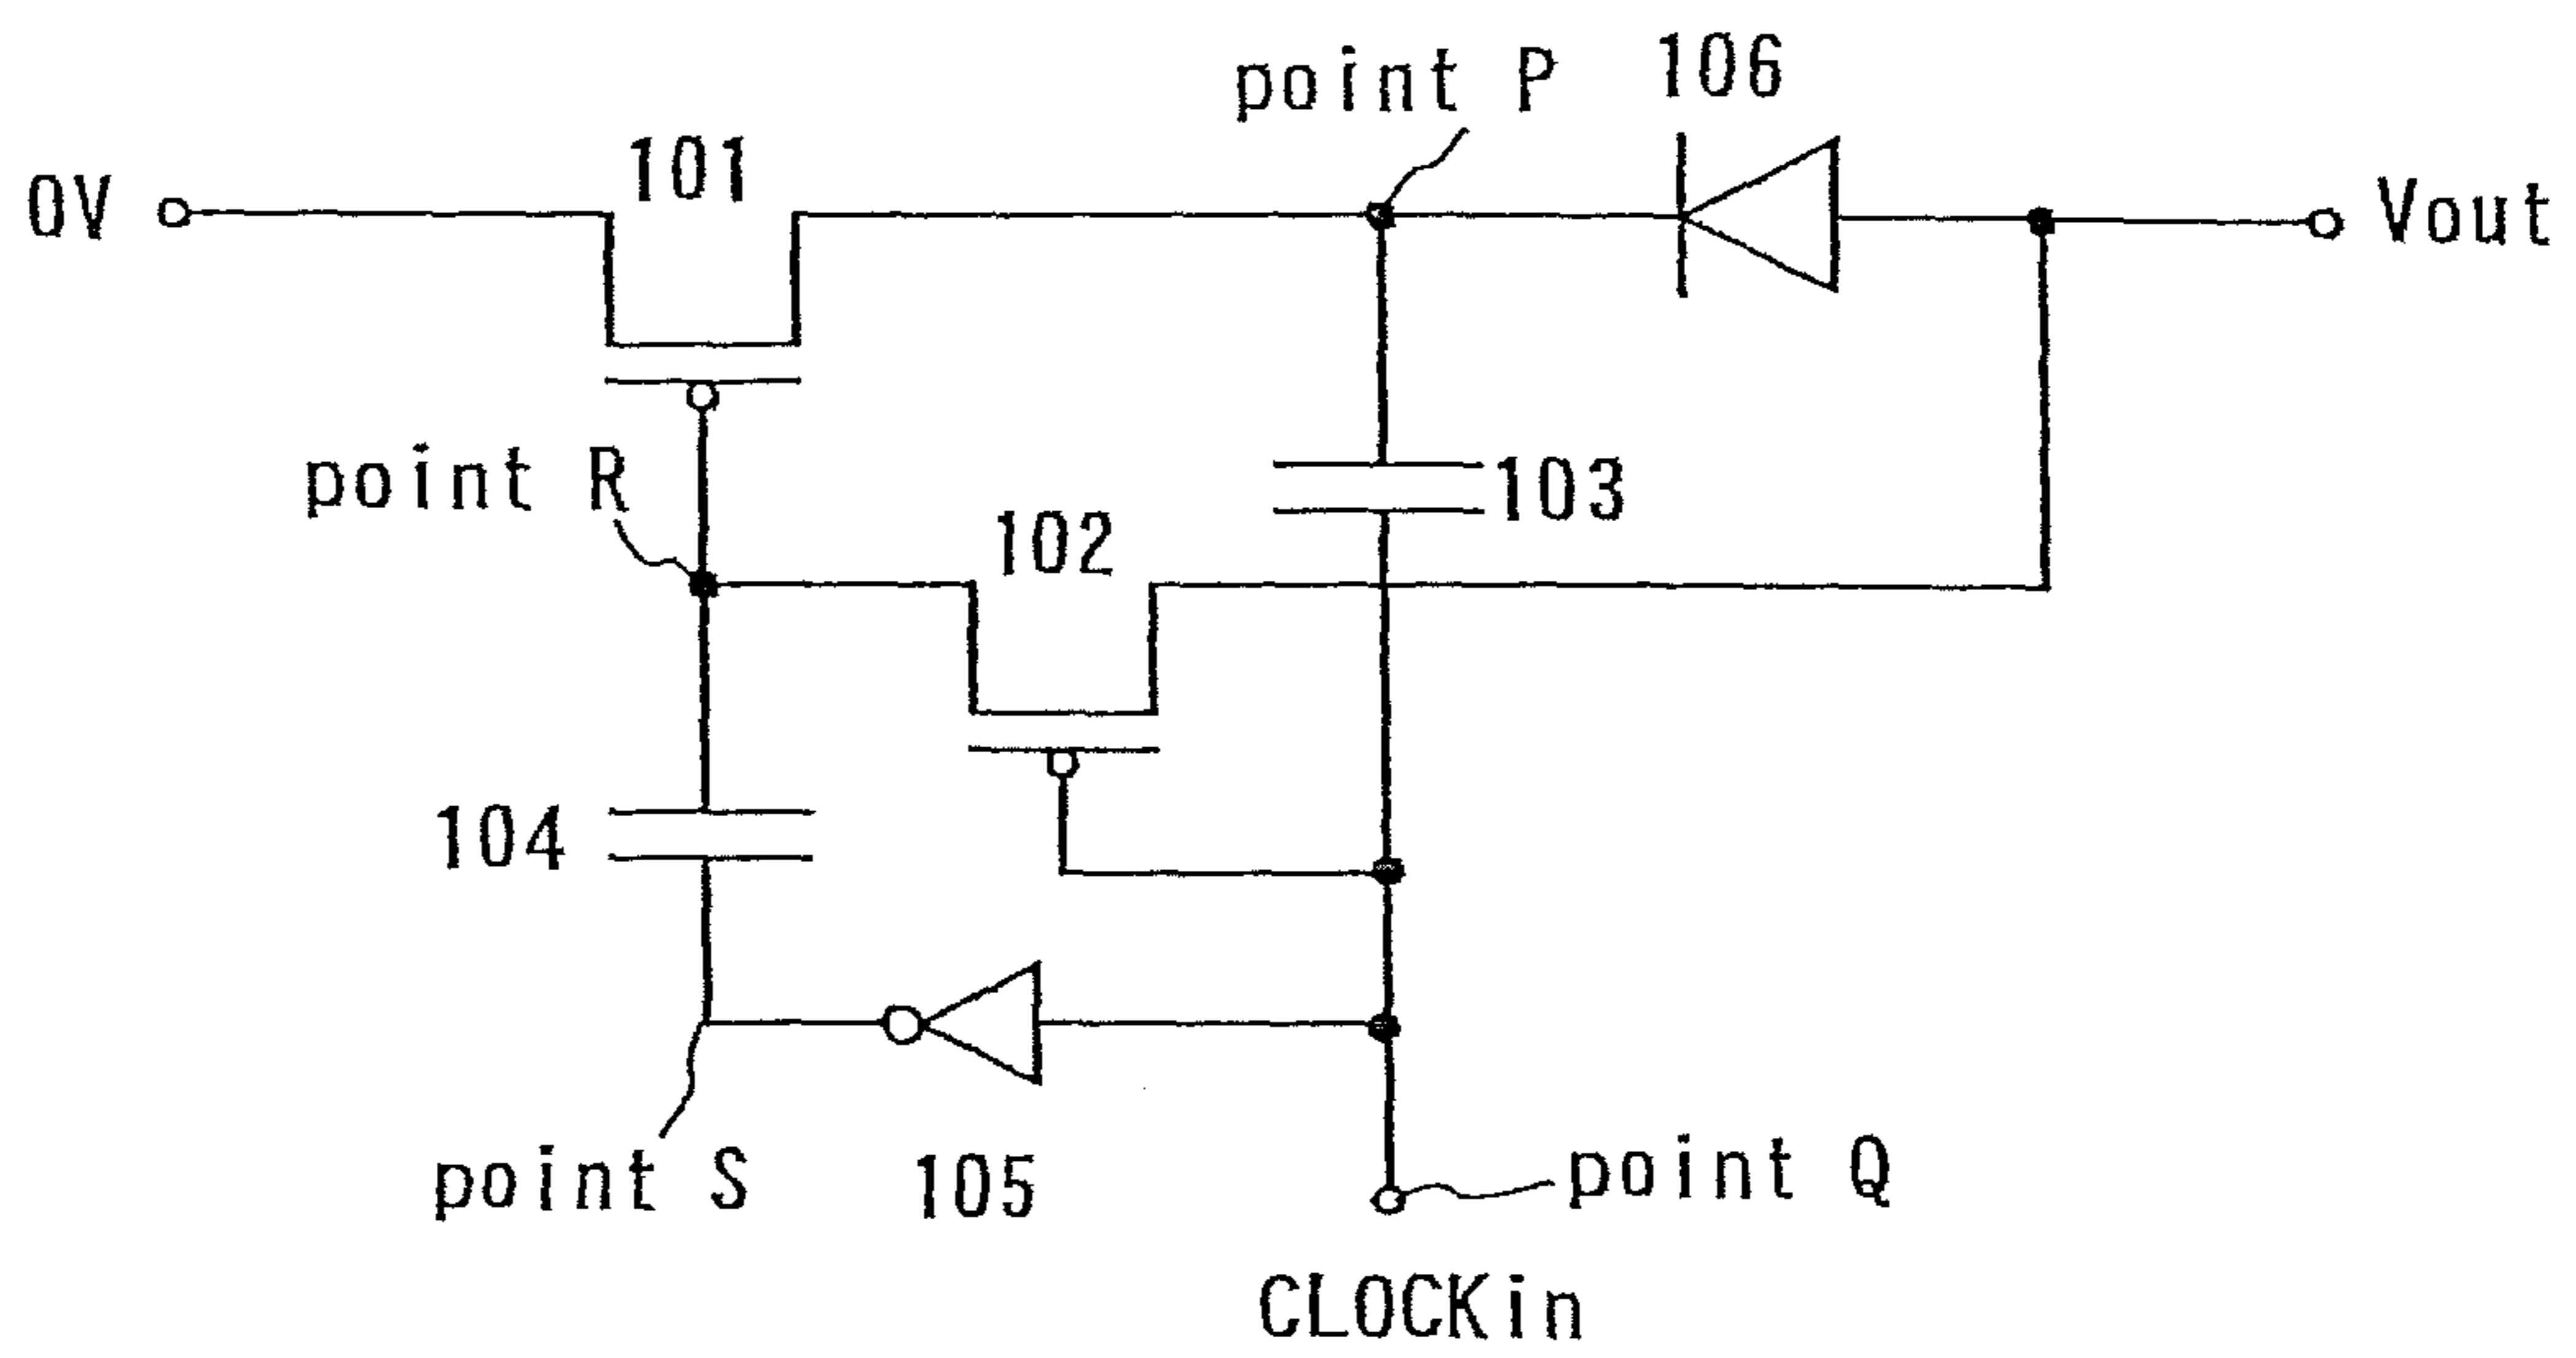 point P
106
101
0V
Vout
point R
103
102
104
point S
105
point Q
CLOCKin